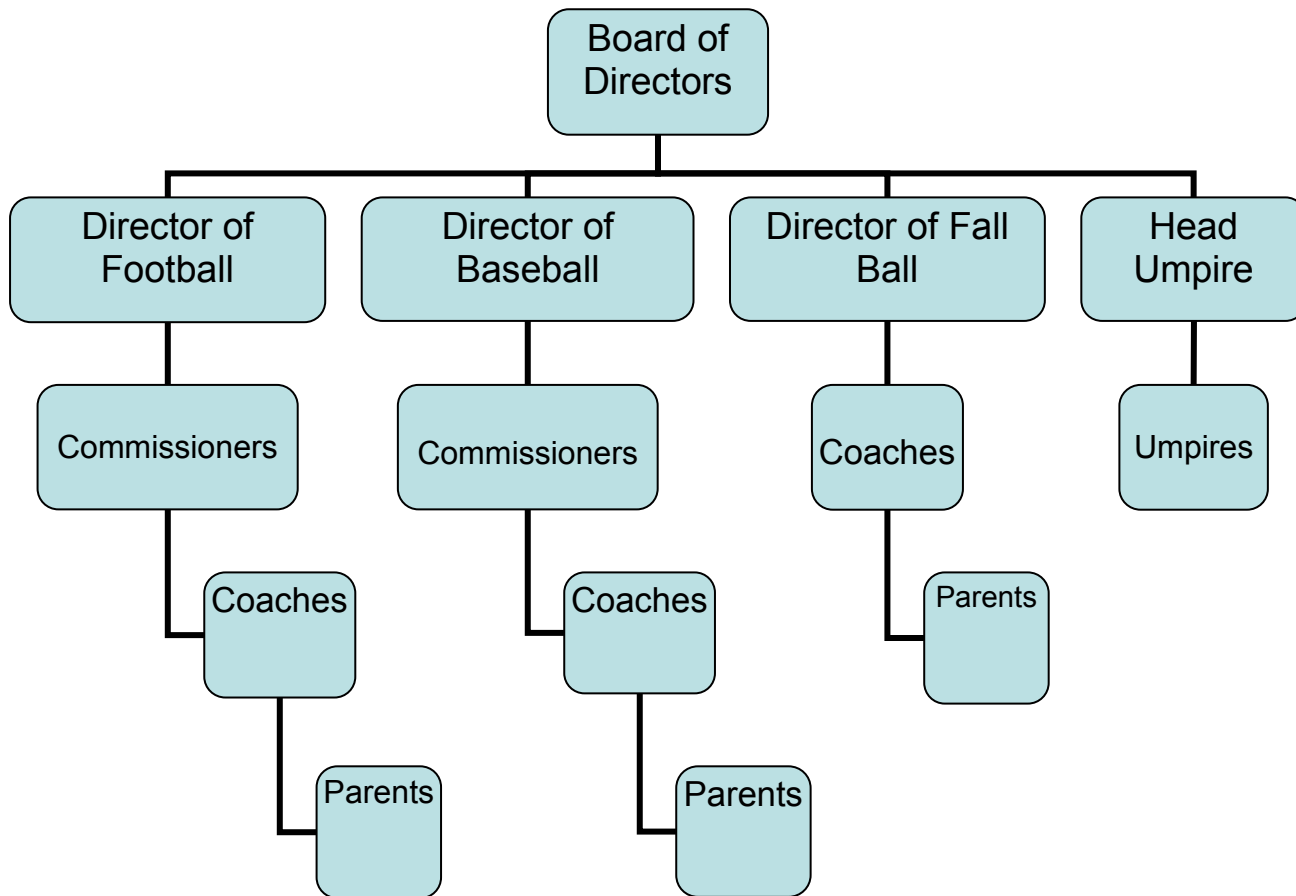 Board of
Directors
Director of
Football
Director of
Baseball
Director of Fall
Ball
Head
Umpire
Commissioners
Commissioners
Coaches
Umpires
Coaches
Coaches
Parents
Parents
Parents